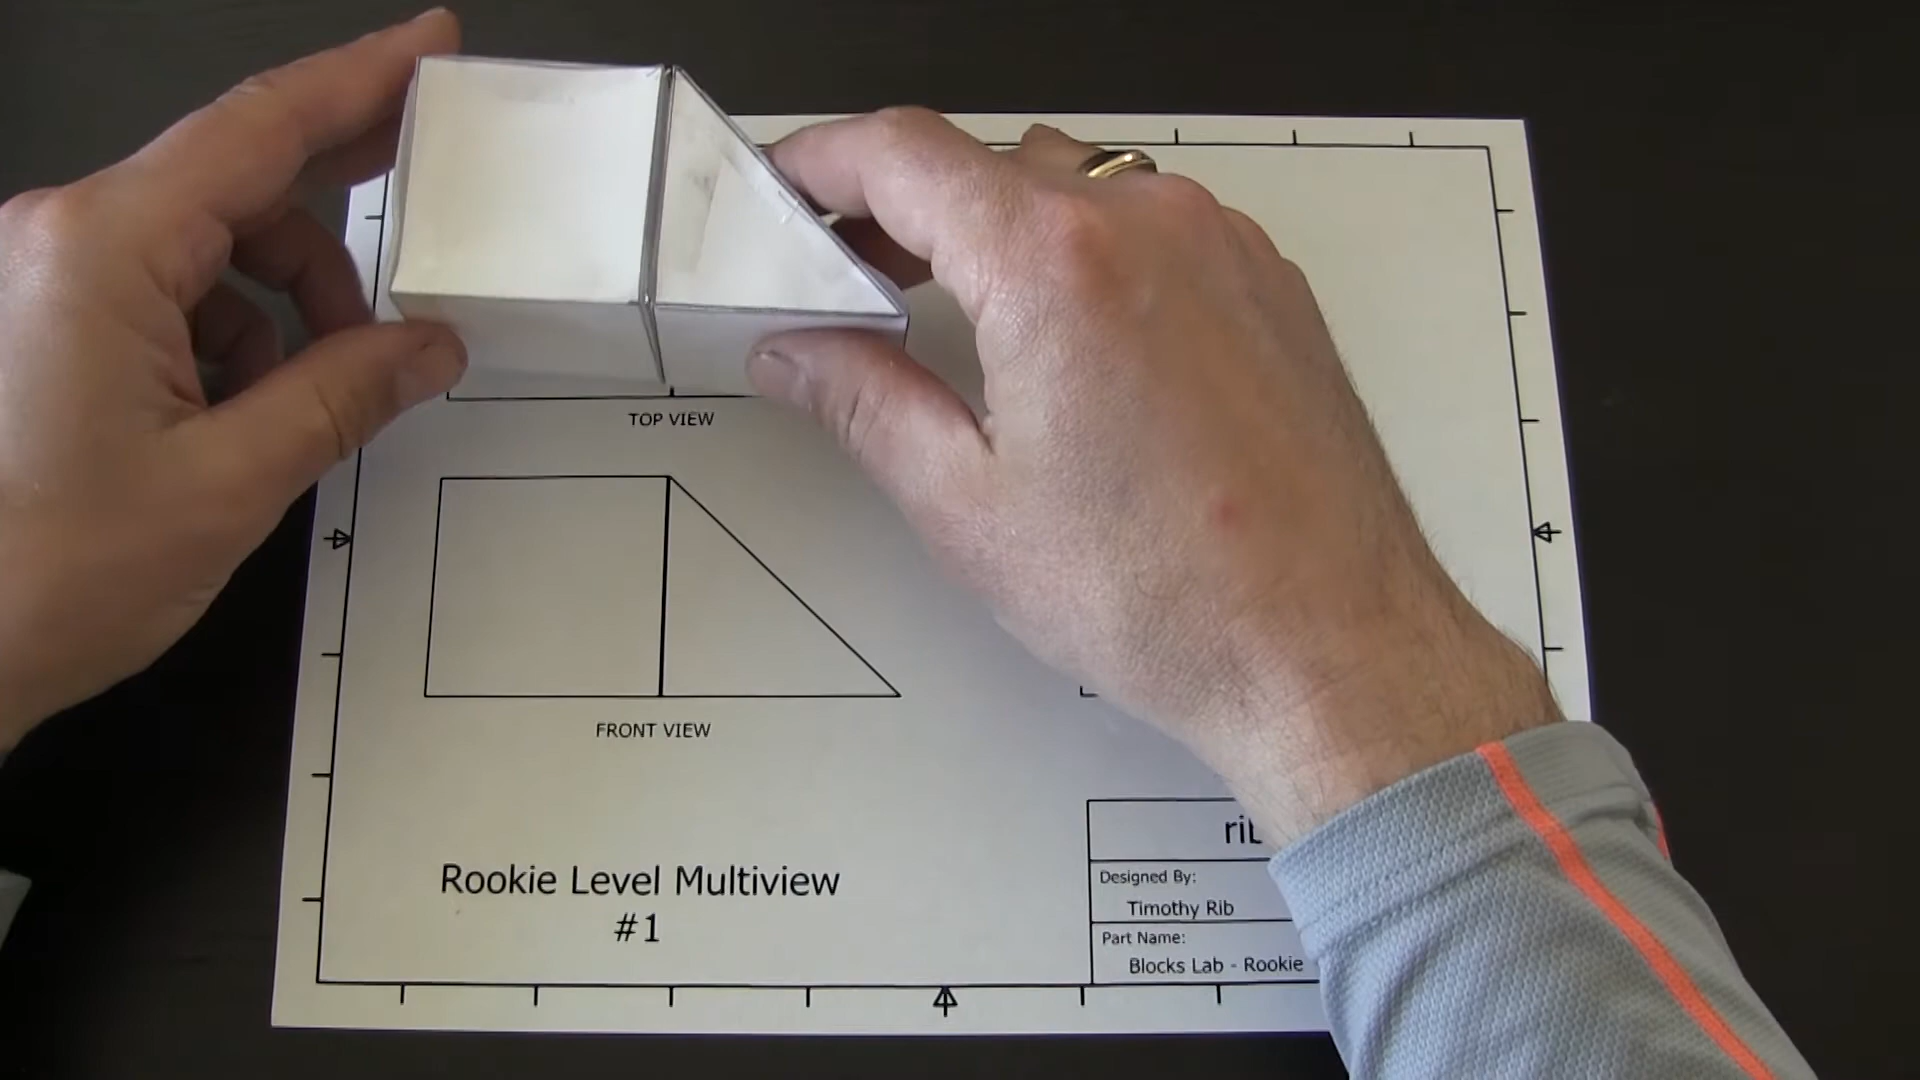 TOP VIEW
FRONT VIEW
Rookie Level Multiview
#1
Designed By:
Timothy Rib
Part Name:
Blocks Lab - Rookie